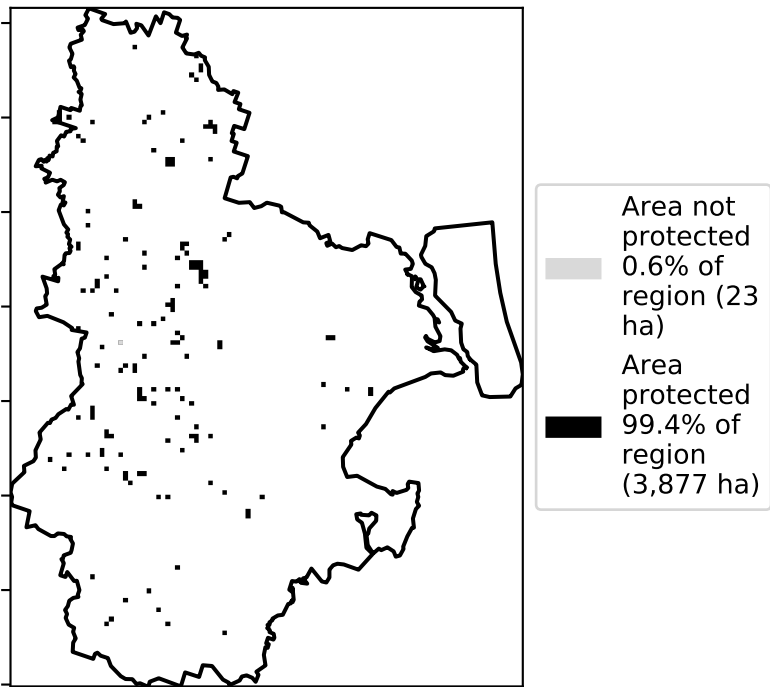 Area not
protected
0.6% of
region (23
ha)
Area
protected
99.4% of
region
(3,877 ha)